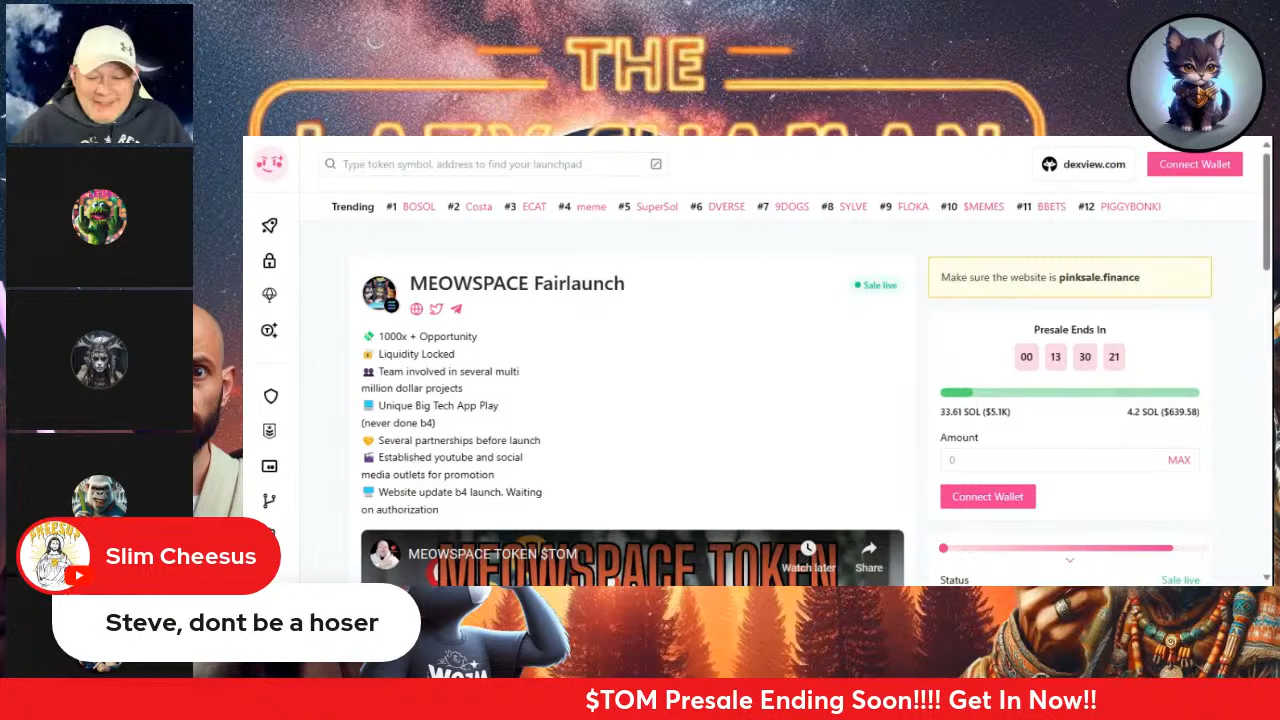 THE
LAZY SHAMAN
Type token symbol, address to find your launchpad
dexview.com
Connect Wallet
Trending #1 BOSOL #2 Costa #3 ECAT #4 meme #5 SuperSol #6 DVERSE #7 9DOGS #8 SYLVE #9 FLOKA #10 $MEMES #11 BBETS #12 PIGGYBONKI
MEOWSPACE Fairlaunch
Sale live
💸 1000x + Opportunity
💰 Liquidity Locked
👥 Team involved in several multi
million dollar projects
Unique Big Tech App Play
(never done b4)
🤝 Several partnerships before launch
🎬 Established youtube and social
media outlets for promotion
Website update b4 launch. Waiting
on authorization
MEOWSPACE TOKEN $TOM
MEOWSPACE TOKEN
Watch later
Share
Make sure the website is pinksale.finance
Presale Ends In
00 13 30 21
33.61 SOL ($5.1K) 4.2 SOL ($639.58)
Amount
0 MAX
Connect Wallet
Status Sale live
CHEESUS
Slim Cheesus
Steve, dont be a hoser
$TOM Presale Ending Soon!!!! Get In Now!!